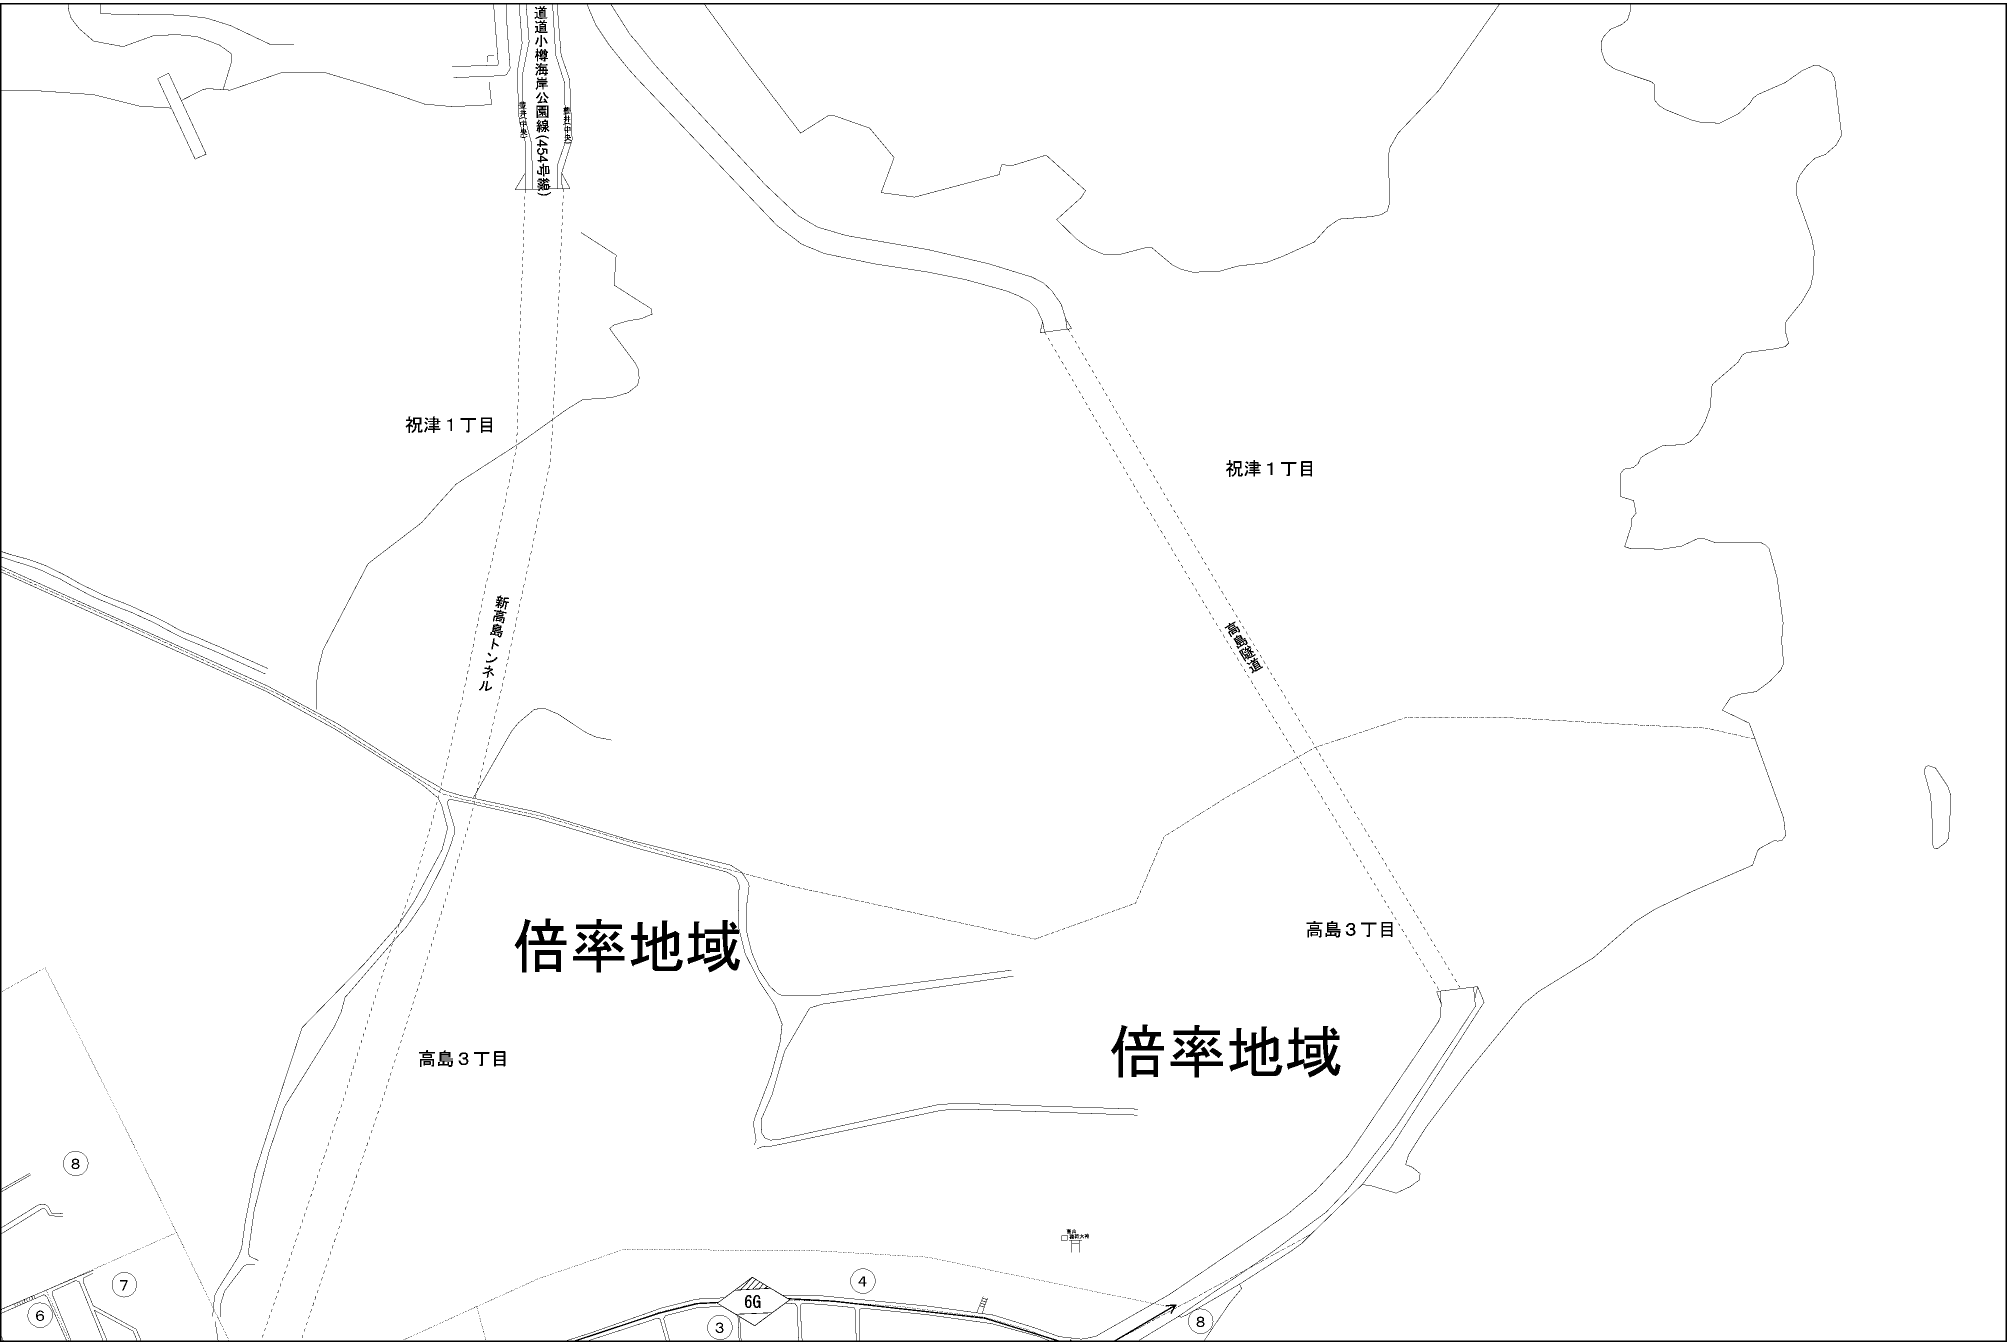 道道小樽海岸公園線(454号線)
祝津1丁目
祝津1丁目
新高島トンネル
高島隧道
倍率地域
高島3丁目
倍率地域
高島3丁目
8
7
6
6G
4
3
8